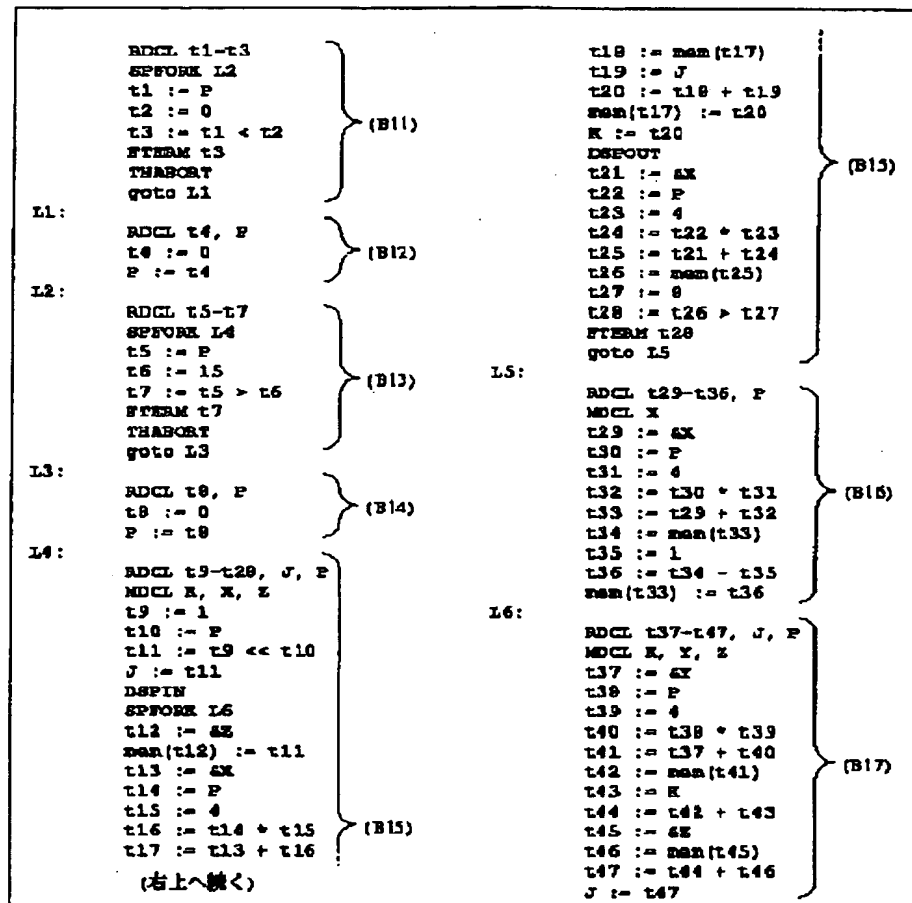 RDCL t1-t3
SPFORK L2
t1 := P
t2 := 0
t3 := t1 < t2
FTERM t3
THABORT
goto L1
(B11)
L1:
RDCL t4, P
t4 := 0
P := t4
(B12)
L2:
RDCL t5-t7
SPFORK L4
t5 := P
t6 := 15
t7 := t5 > t6
FTERM t7
THABORT
goto L3
(B13)
L3:
RDCL t8, P
t8 := 0
P := t8
(B14)
L4:
RDCL t9-t28, J, P
MDCL K, X, Z
t9 := 1
t10 := P
t11 := t9 << t10
J := t11
DSPIN
SPFORK L6
t12 := &Z
mem(t12) := t11
t13 := &X
t14 := P
t15 := 4
t16 := t14 * t15
t17 := t13 + t16
(B15)
(右上へ続く)
t18 := mem(t17)
t19 := J
t20 := t18 + t19
mem(t17) := t20
K := t20
DSPOUT
t21 := &X
t22 := P
t23 := 4
t24 := t22 * t23
t25 := t21 + t24
t26 := mem(t25)
t27 := 0
t28 := t26 > t27
FTERM t28
goto L5
(B15)
L5:
RDCL t29-t36, P
MDCL X
t29 := &X
t30 := P
t31 := 4
t32 := t30 * t31
t33 := t29 + t32
t34 := mem(t33)
t35 := 1
t36 := t34 - t35
mem(t33) := t36
(B16)
L6:
RDCL t37-t47, J, P
MDCL K, Y, Z
t37 := &Y
t38 := P
t39 := 4
t40 := t38 * t39
t41 := t37 + t40
t42 := mem(t41)
t43 := K
t44 := t42 + t43
t45 := &Z
t46 := mem(t45)
t47 := t44 + t46
J := t47
(B17)